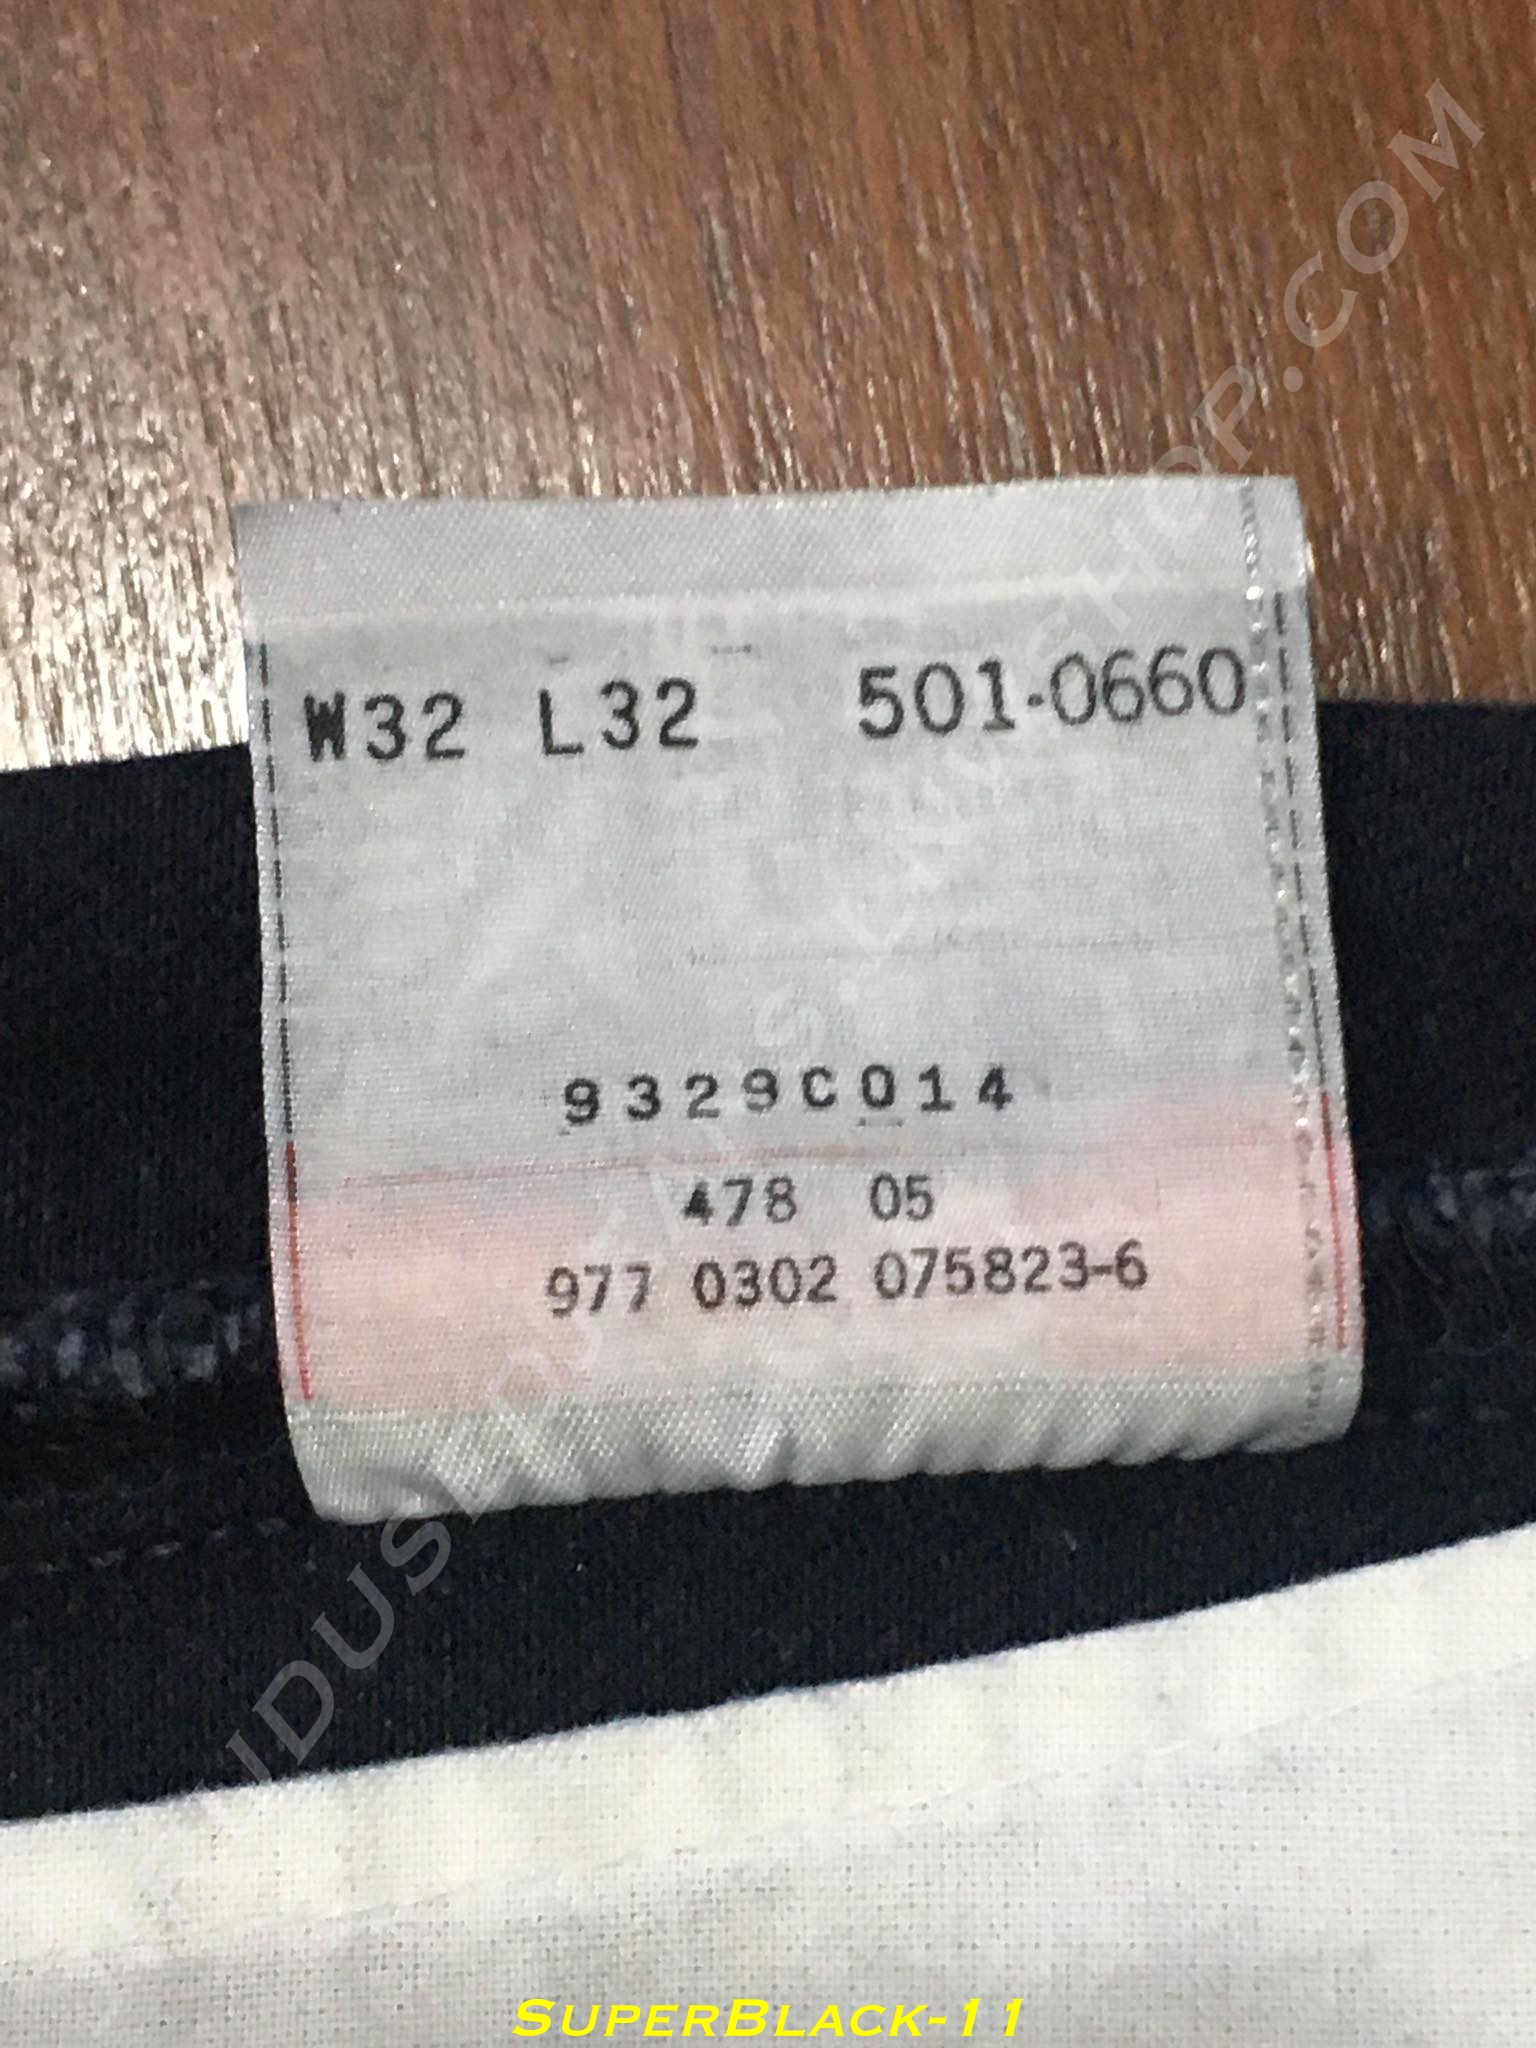 W32 L32 501-0660
9329C014
478 05
977 0302 075823-6
SUPERBLACK-11